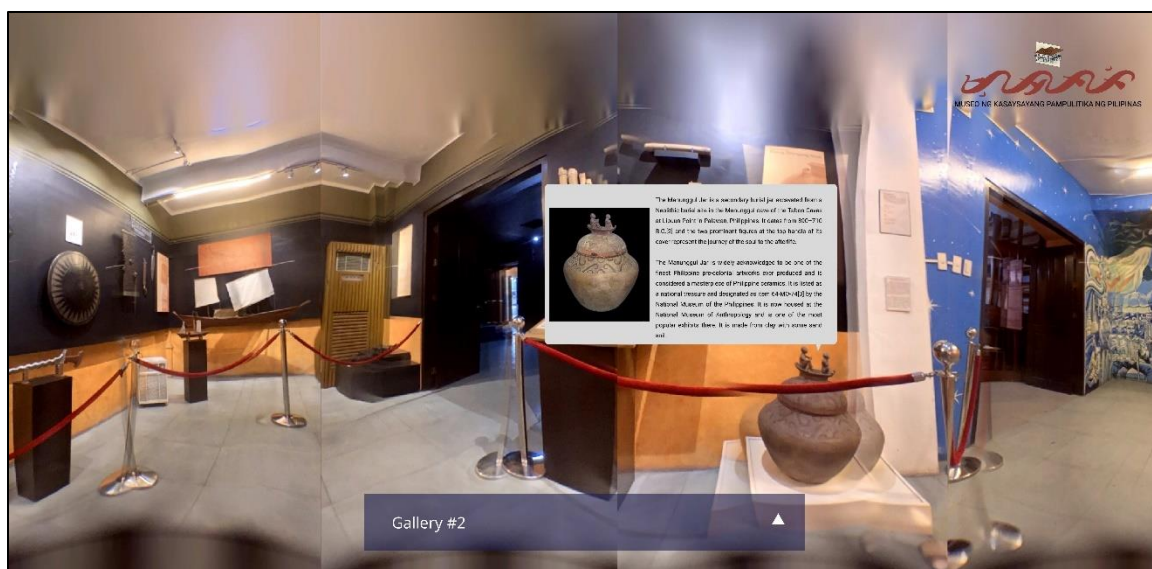 MUSEO NG KASAYSAYANG PAMPULITIKA NG PILIPINAS
The Manunggul Jar is a secondary burial jar excavated from a
Neolithic burial site in the Manunggul cave of the Tabon Caves
at Lipuun Point in Palawan, Philippines. It dates from 890–710
B.C.[2] and the two prominent figures at the top handle of its
cover represent the journey of the soul to the afterlife.
The Manunggul Jar is widely acknowledged to be one of the
finest Philippine pre-colonial artworks ever produced and is
considered a masterpiece of Philippine ceramics. It is listed as
a national treasure and designated as item 64-MO-74[3] by the
National Museum of the Philippines. It is now housed at the
National Museum of Anthropology and is one of the most
popular exhibits there. It is made from clay with some sand
soil.
Gallery #2